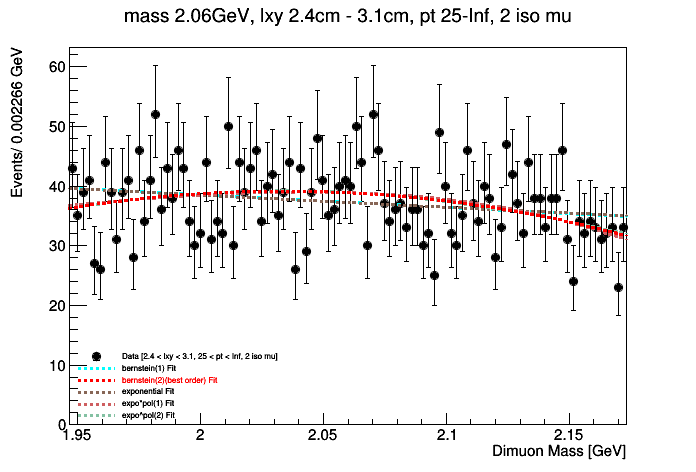 mass 2.06GeV, lxy 2.4cm - 3.1cm, pt 25-Inf, 2 iso mu
Events/ 0.002266 GeV
60
50
40
30
20
10
0
Data [2.4 < lxy < 3.1, 25 < pt < Inf, 2 iso mu]
bernstein(1) Fit
bernstein(2)(best order) Fit
exponential Fit
expo*pol(1) Fit
expo^pol(2) Fit
1.95 2 2.05 2.1 2.15
Dimuon Mass [GeV]